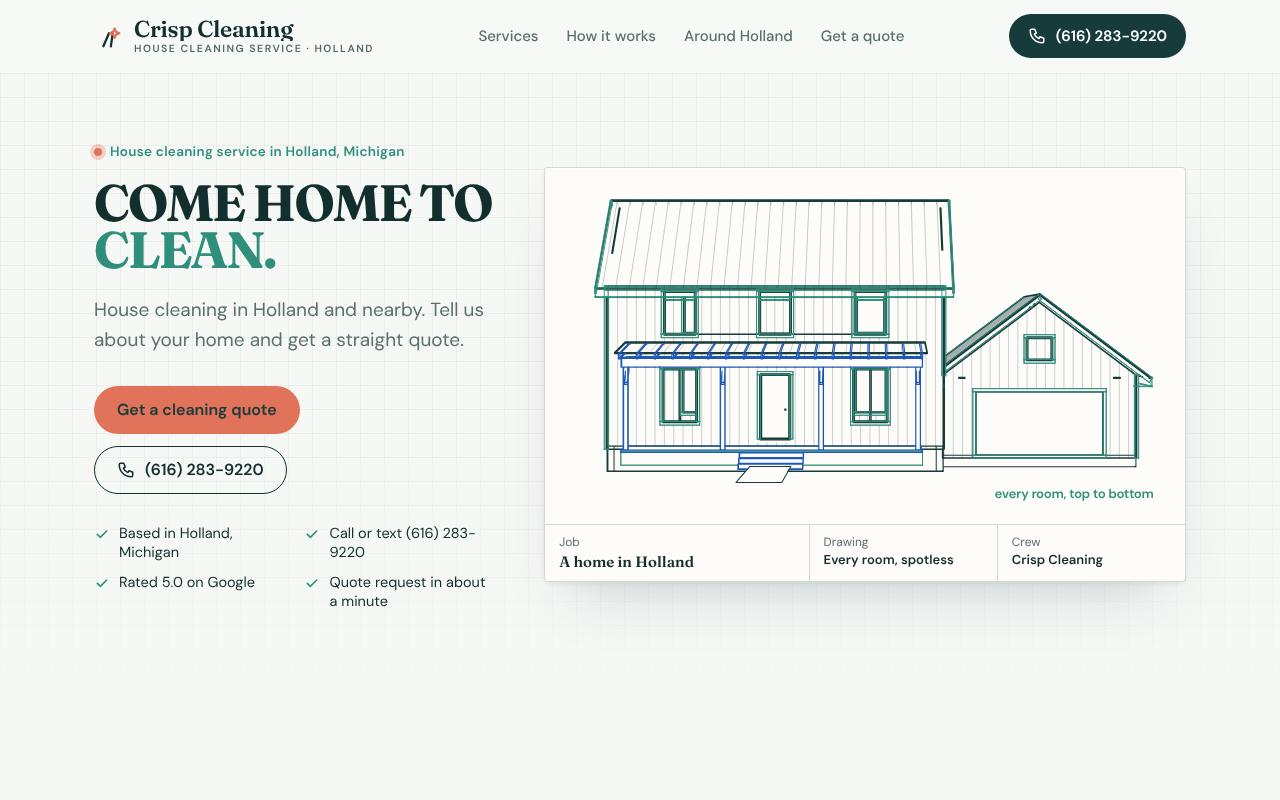 Crisp Cleaning
HOUSE CLEANING SERVICE · HOLLAND
Services
How it works
Around Holland
Get a quote
(616) 283-9220
House cleaning service in Holland, Michigan
COME HOME TO
CLEAN.
House cleaning in Holland and nearby. Tell us
about your home and get a straight quote.
Get a cleaning quote
(616) 283-9220
Based in Holland,
Michigan
Call or text (616) 283-
9220
Rated 5.0 on Google
Quote request in about
a minute
every room, top to bottom
Job
A home in Holland
Drawing
Every room, spotless
Crew
Crisp Cleaning